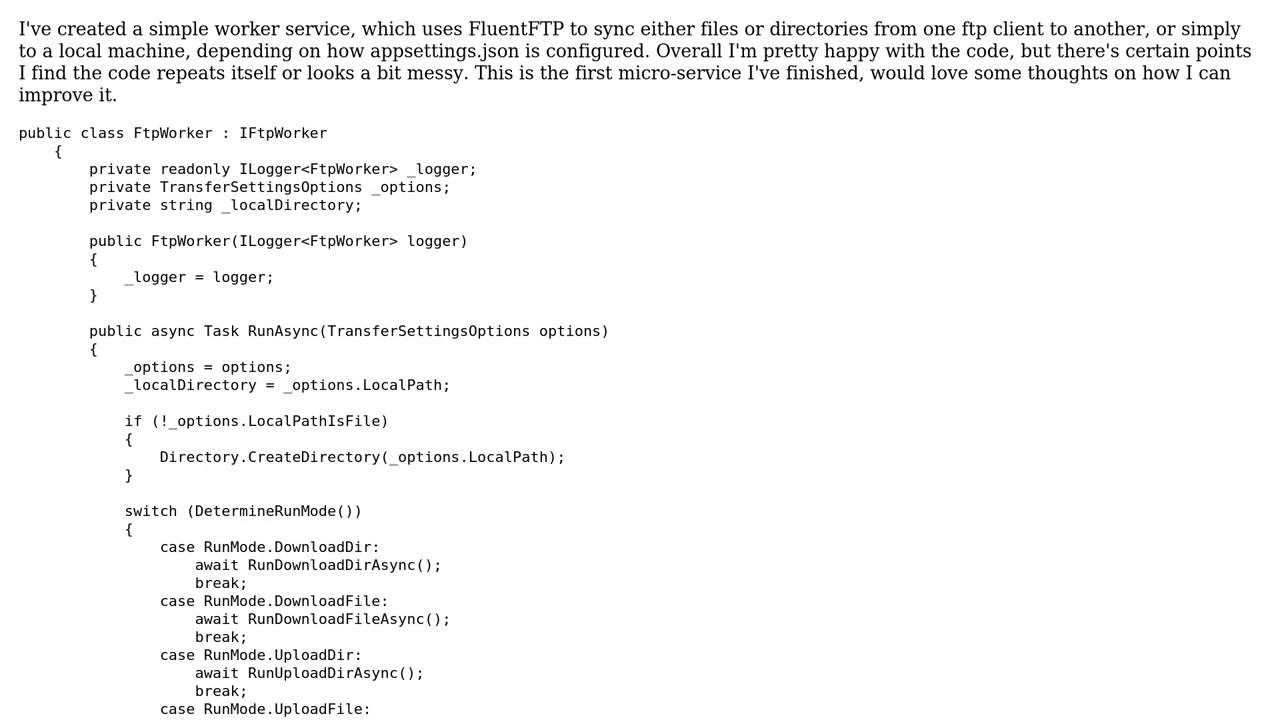 I've created a simple worker service, which uses FluentFTP to sync either files or directories from one ftp client to another, or simply
to a local machine, depending on how appsettings.json is configured. Overall I'm pretty happy with the code, but there's certain points
I find the code repeats itself or looks a bit messy. This is the first micro-service I've finished, would love some thoughts on how I can
improve it.
public class FtpWorker : IFtpWorker
    {
        private readonly ILogger<FtpWorker> _logger;
        private TransferSettingsOptions _options;
        private string _localDirectory;

        public FtpWorker(ILogger<FtpWorker> logger)
        {
            _logger = logger;
        }

        public async Task RunAsync(TransferSettingsOptions options)
        {
            _options = options;
            _localDirectory = _options.LocalPath;

            if (!_options.LocalPathIsFile)
            {
                Directory.CreateDirectory(_options.LocalPath);
            }

            switch (DetermineRunMode())
            {
                case RunMode.DownloadDir:
                    await RunDownloadDirAsync();
                    break;
                case RunMode.DownloadFile:
                    await RunDownloadFileAsync();
                    break;
                case RunMode.UploadDir:
                    await RunUploadDirAsync();
                    break;
                case RunMode.UploadFile: